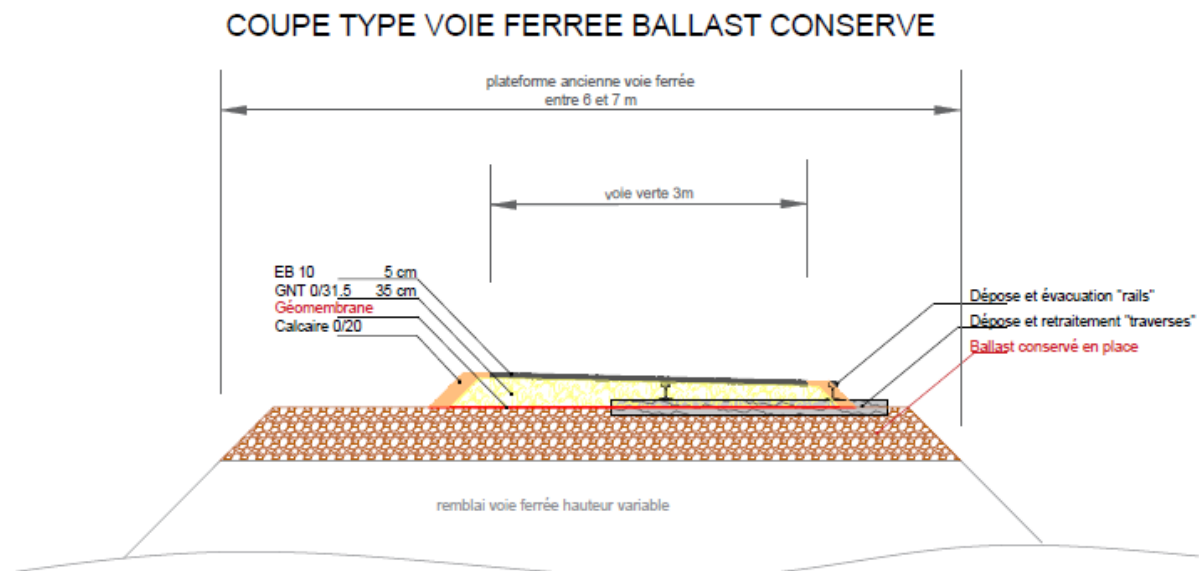 COUPE TYPE VOIE FERREE BALLAST CONSERVE
plateforme ancienne voie ferrée
entre 6 et 7 m
voie verte 3m
EB 10 5 cm
GNT 0/31.5 35 cm
Géomembrane
Calcaire 0/20
Dépose et évacuation "rails"
Dépose et retraitement "traverses"
Ballast conservé en place
remblai voie ferrée hauteur variable